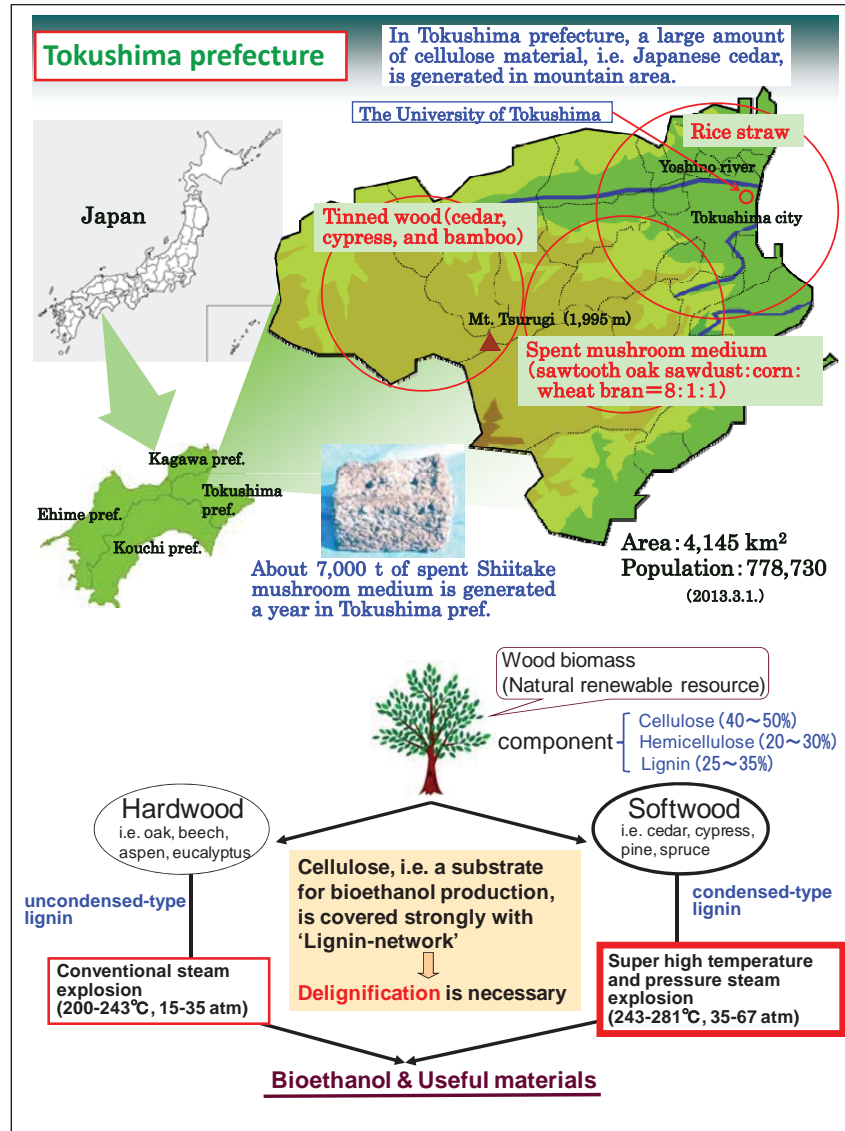 Tokushima prefecture
In Tokushima prefecture, a large amount
of cellulose material, i.e. Japanese cedar,
is generated in mountain area.
The University of Tokushima
Rice straw
Yoshino river
Japan
Tinned wood(cedar,
cypress, and bamboo)
Tokushima city
Mt. Tsurugi (1,995 m)
Spent mushroom medium
(sawtooth oak sawdust:corn:
wheat bran=8:1:1)
Kagawa pref.
Tokushima
pref.
Ehime pref.
Kouchi pref.
About 7,000 t of spent Shiitake
mushroom medium is generated
a year in Tokushima pref.
Area:4,145 km²
Population:778,730
(2013.3.1.)
Wood biomass
(Natural renewable resource)
component
Cellulose (40~50%)
Hemicellulose (20~30%)
Lignin (25~35%)
Hardwood
i.e. oak, beech,
aspen, eucalyptus
Softwood
i.e. cedar, cypress,
pine, spruce
Cellulose, i.e. a substrate
for bioethanol production,
is covered strongly with
‘Lignin-network’
Delignification is necessary
uncondensed-type
lignin
condensed-type
lignin
Conventional steam
explosion
(200-243℃, 15-35 atm)
Super high temperature
and pressure steam
explosion
(243-281℃, 35-67 atm)
Bioethanol & Useful materials